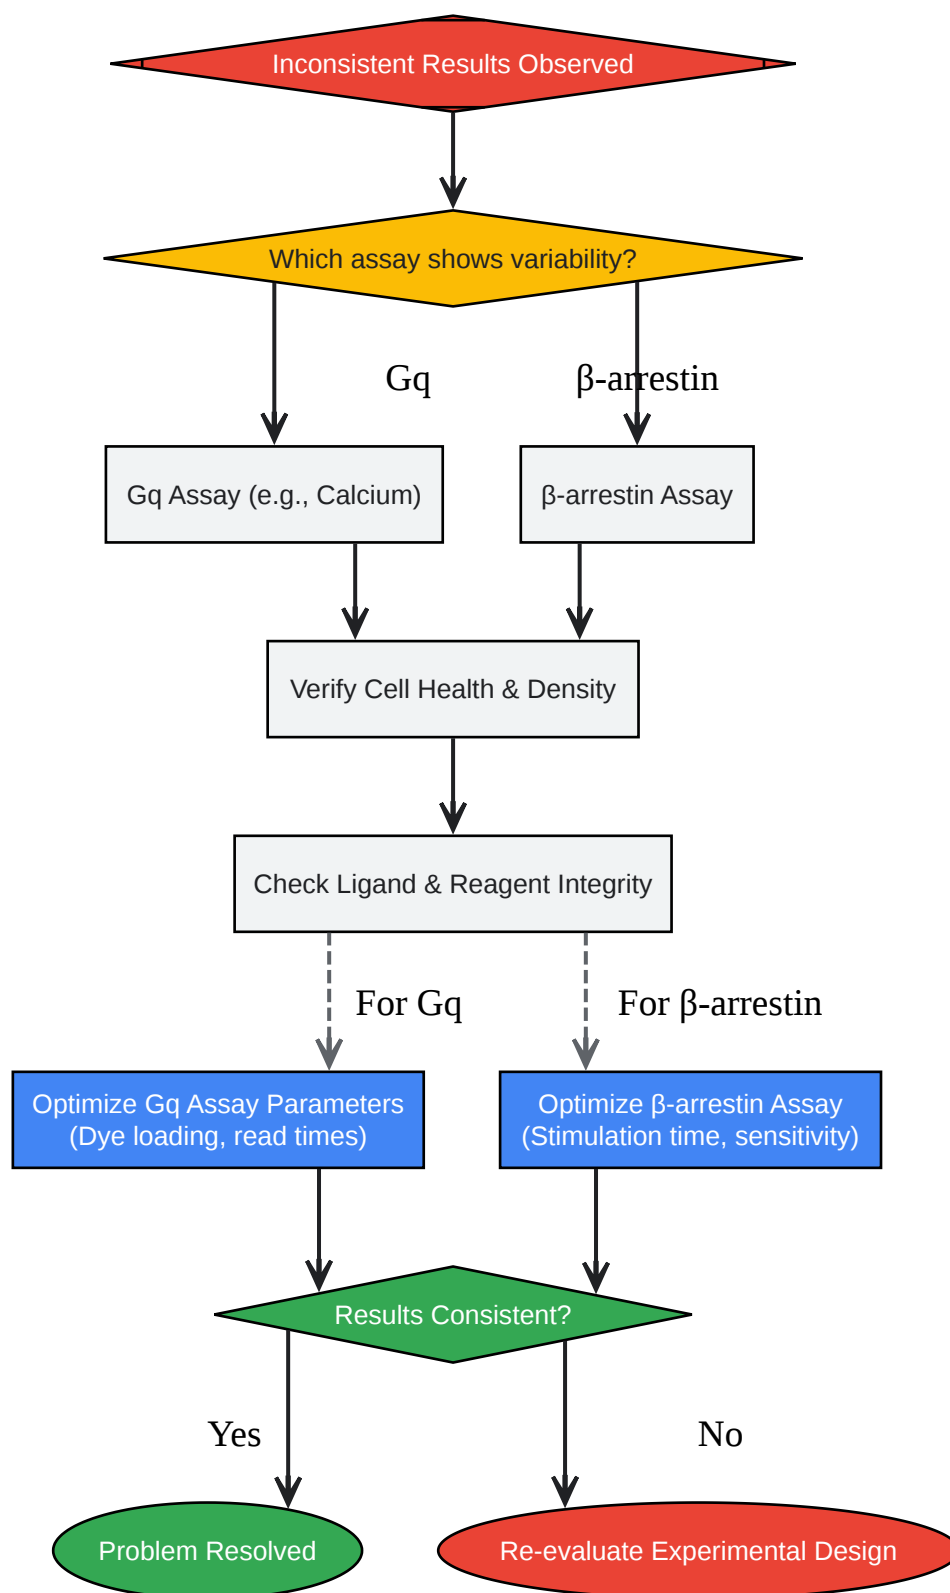 Inconsistent Results Observed
Which assay shows variability?
Gq
β-arrestin
Gq Assay (e.g., Calcium)
β-arrestin Assay
Verify Cell Health & Density
Check Ligand & Reagent Integrity
For Gq
For β-arrestin
Optimize Gq Assay Parameters
(Dye loading, read times)
Optimize β-arrestin Assay
(Stimulation time, sensitivity)
Results Consistent?
Yes
No
Problem Resolved
Re-evaluate Experimental Design